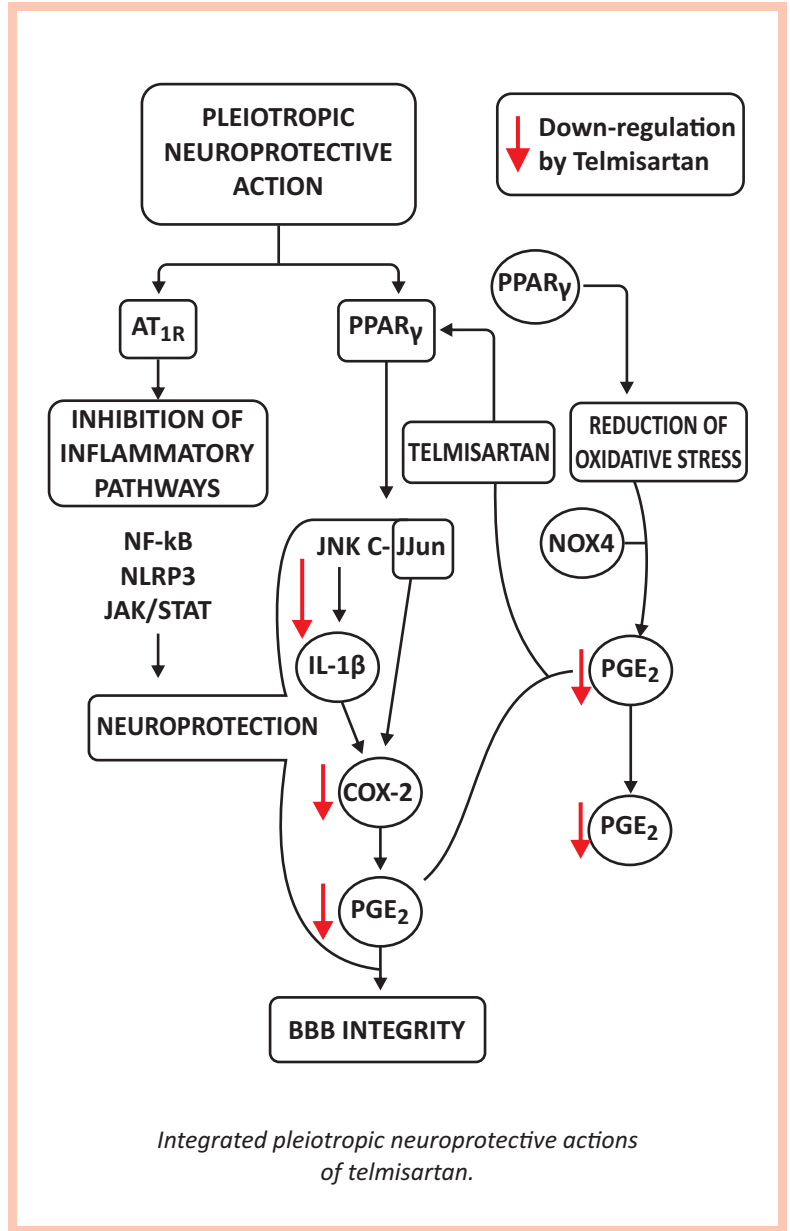 PLEIOTROPIC
NEUROPROTECTIVE
ACTION
Down-regulation
by Telmisartan
PPARγ
AT1R
PPARγ
INHIBITION OF
INFLAMMATORY
PATHWAYS
TELMISARTAN
REDUCTION OF
OXIDATIVE STRESS
NF-kB
NLRP3
JAK/STAT
JNK C-JJun
NOX4
IL-1β
PGE2
NEUROPROTECTION
COX-2
PGE2
PGE2
BBB INTEGRITY
Integrated pleiotropic neuroprotective actions
of telmisartan.